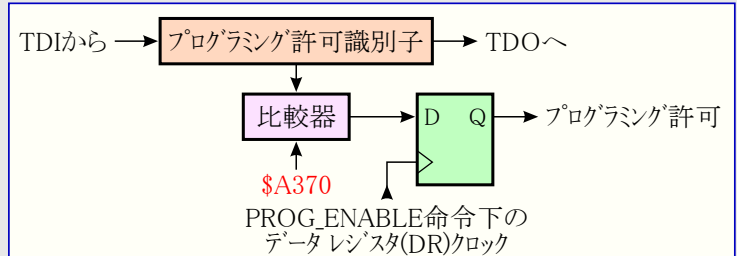 TDIから
プログラミング許可識別子
TDOへ
比較器
D Q
プログラミング許可
$A370
PROG_ENABLE命令下の
データ レジスタ(DR)クロック